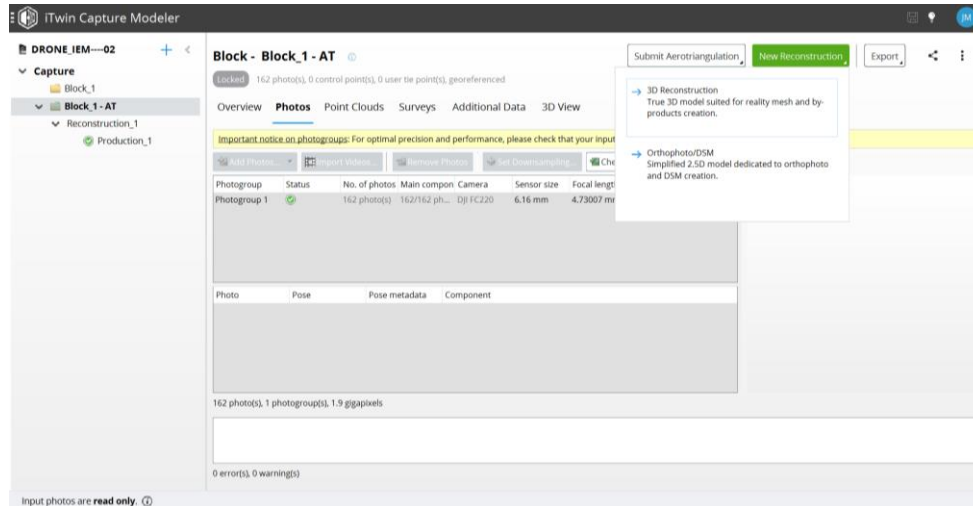 iTwin Capture Modeler
JM
DRONE_IEM----02
Capture
Block_1
Block_1 - AT
Reconstruction_1
Production_1
Block - Block_1 - AT
Submit Aerotriangulation
New Reconstruction
Export
Locked 162 photo(s), 0 control point(s), 0 user tie point(s), georeferenced
3D Reconstruction
True 3D model suited for reality mesh and by-
products creation.
Orthophoto/DSM
Simplified 2.5D model dedicated to orthophoto
and DSM creation.
Overview Photos Point Clouds Surveys Additional Data 3D View
Important notice on photogroups: For optimal precision and performance, please check that your input
Add Photos... Import Videos... Remove Photos Set Downsampling... Che
Photogroup Status No. of photos Main compon Camera Sensor size Focal lengt
Photogroup 1 162 photo(s) 162/162 ph... DJI FC220 6.16 mm 4.73007 mr
Photo Pose Pose metadata Component
162 photo(s), 1 photogroup(s), 1.9 gigapixels
0 error(s), 0 warning(s)
Input photos are read only.